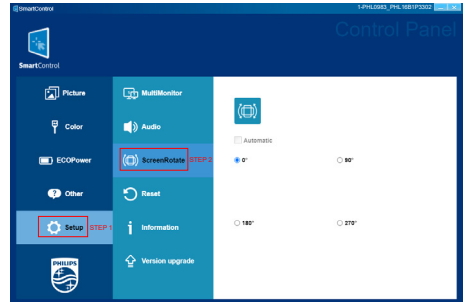 SmartControl
1-PHL0983_PHL16B1P3302
Control Panel
SmartControl
Picture
Color
ECOPower
Other
Setup STEP 1
PHILIPS
MultiMonitor
Audio
ScreenRotate STEP 2
Reset
Information
Version upgrade
Automatic
0° 90°
180° 270°